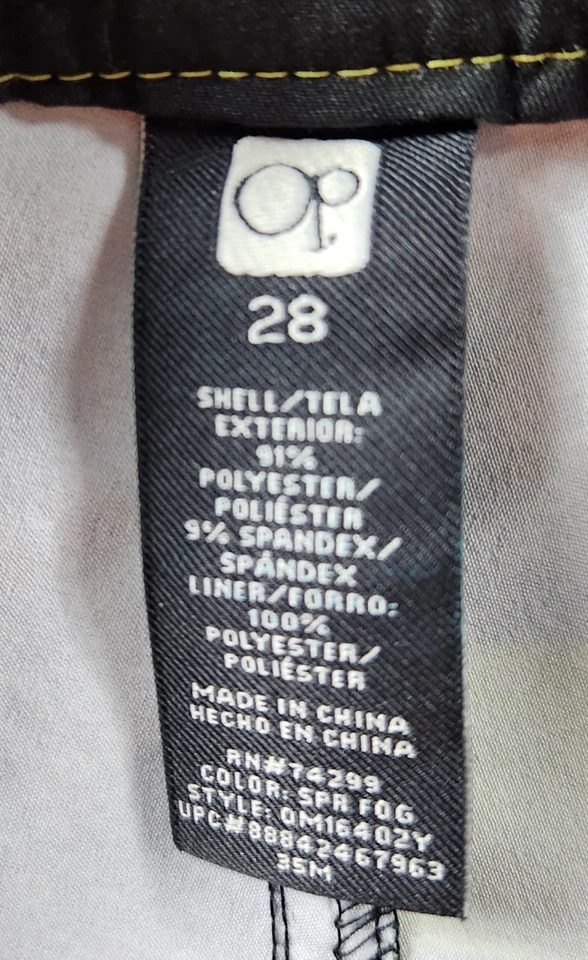 op
28
SHELL/TELA
EXTERIOR:
91%
POLYESTER/
POLIÉSTER
9% SPANDEX/
SPÁNDEX
LINER/FORRO:
100%
POLYESTER/
POLIÉSTER
MADE IN CHINA
HECHO EN CHINA
RN#74299
COLOR: SPR FOG
STYLE: OM16402Y
UPC#88842467963
35M